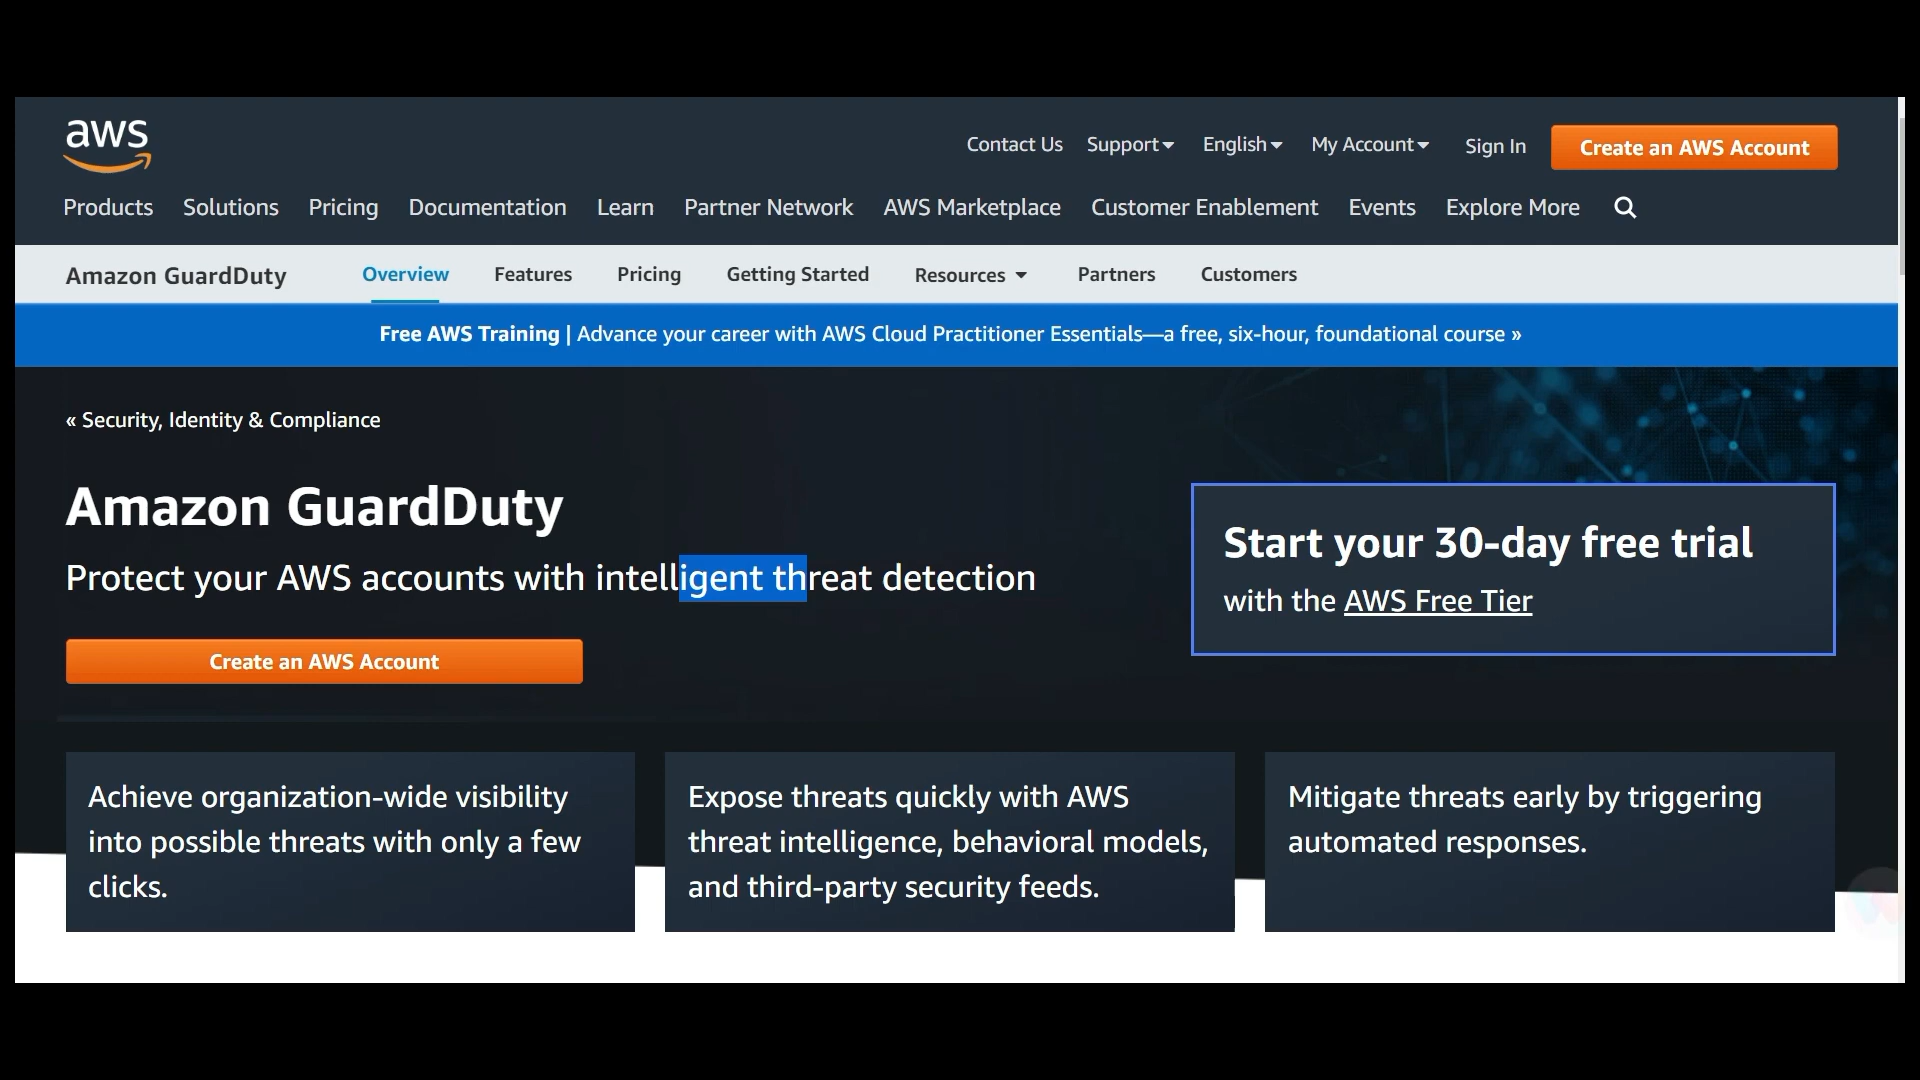 aws
Contact Us Support English My Account Sign In Create an AWS Account
Products Solutions Pricing Documentation Learn Partner Network AWS Marketplace Customer Enablement Events Explore More
Amazon GuardDuty Overview Features Pricing Getting Started Resources Partners Customers
Free AWS Training | Advance your career with AWS Cloud Practitioner Essentials—a free, six-hour, foundational course »
« Security, Identity & Compliance
Amazon GuardDuty
Protect your AWS accounts with intelligent threat detection
Create an AWS Account
Start your 30-day free trial
with the AWS Free Tier
Achieve organization-wide visibility
into possible threats with only a few
clicks.
Expose threats quickly with AWS
threat intelligence, behavioral models,
and third-party security feeds.
Mitigate threats early by triggering
automated responses.